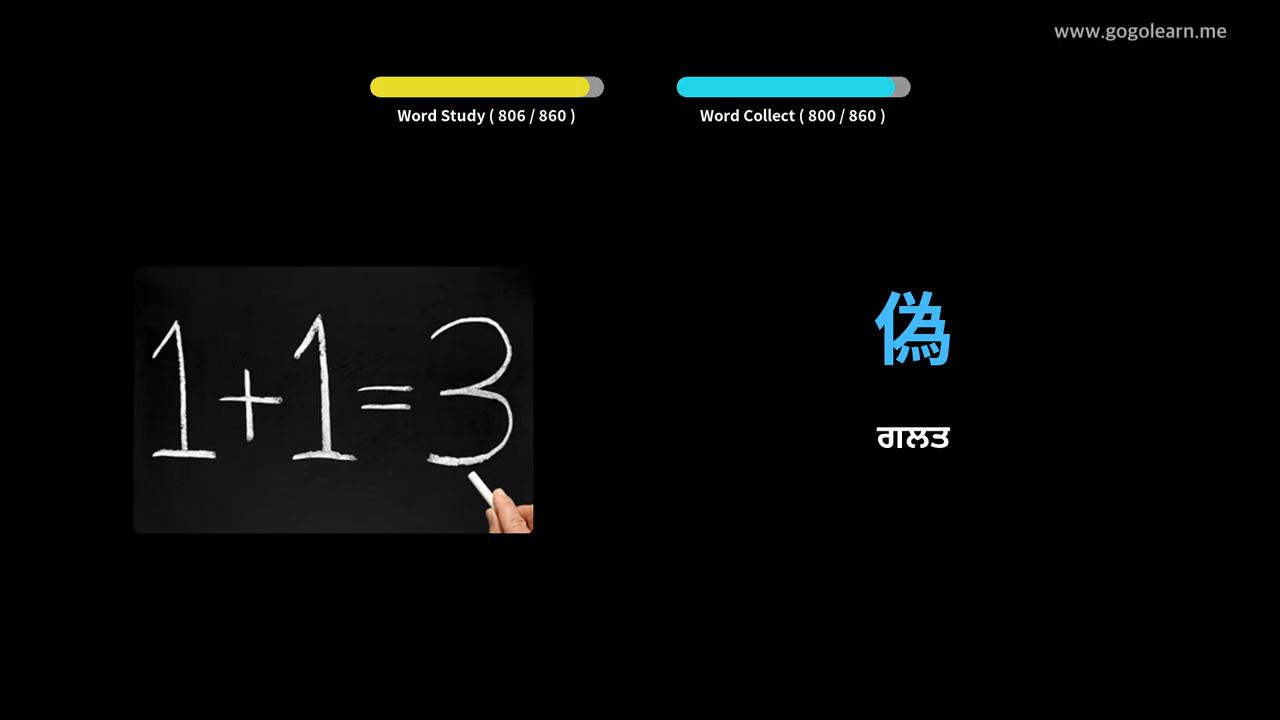 www.gogolearn.me
Word Study ( 806 / 860 )
Word Collect ( 800 / 860 )
1+1=3
偽
ਗਲਤ